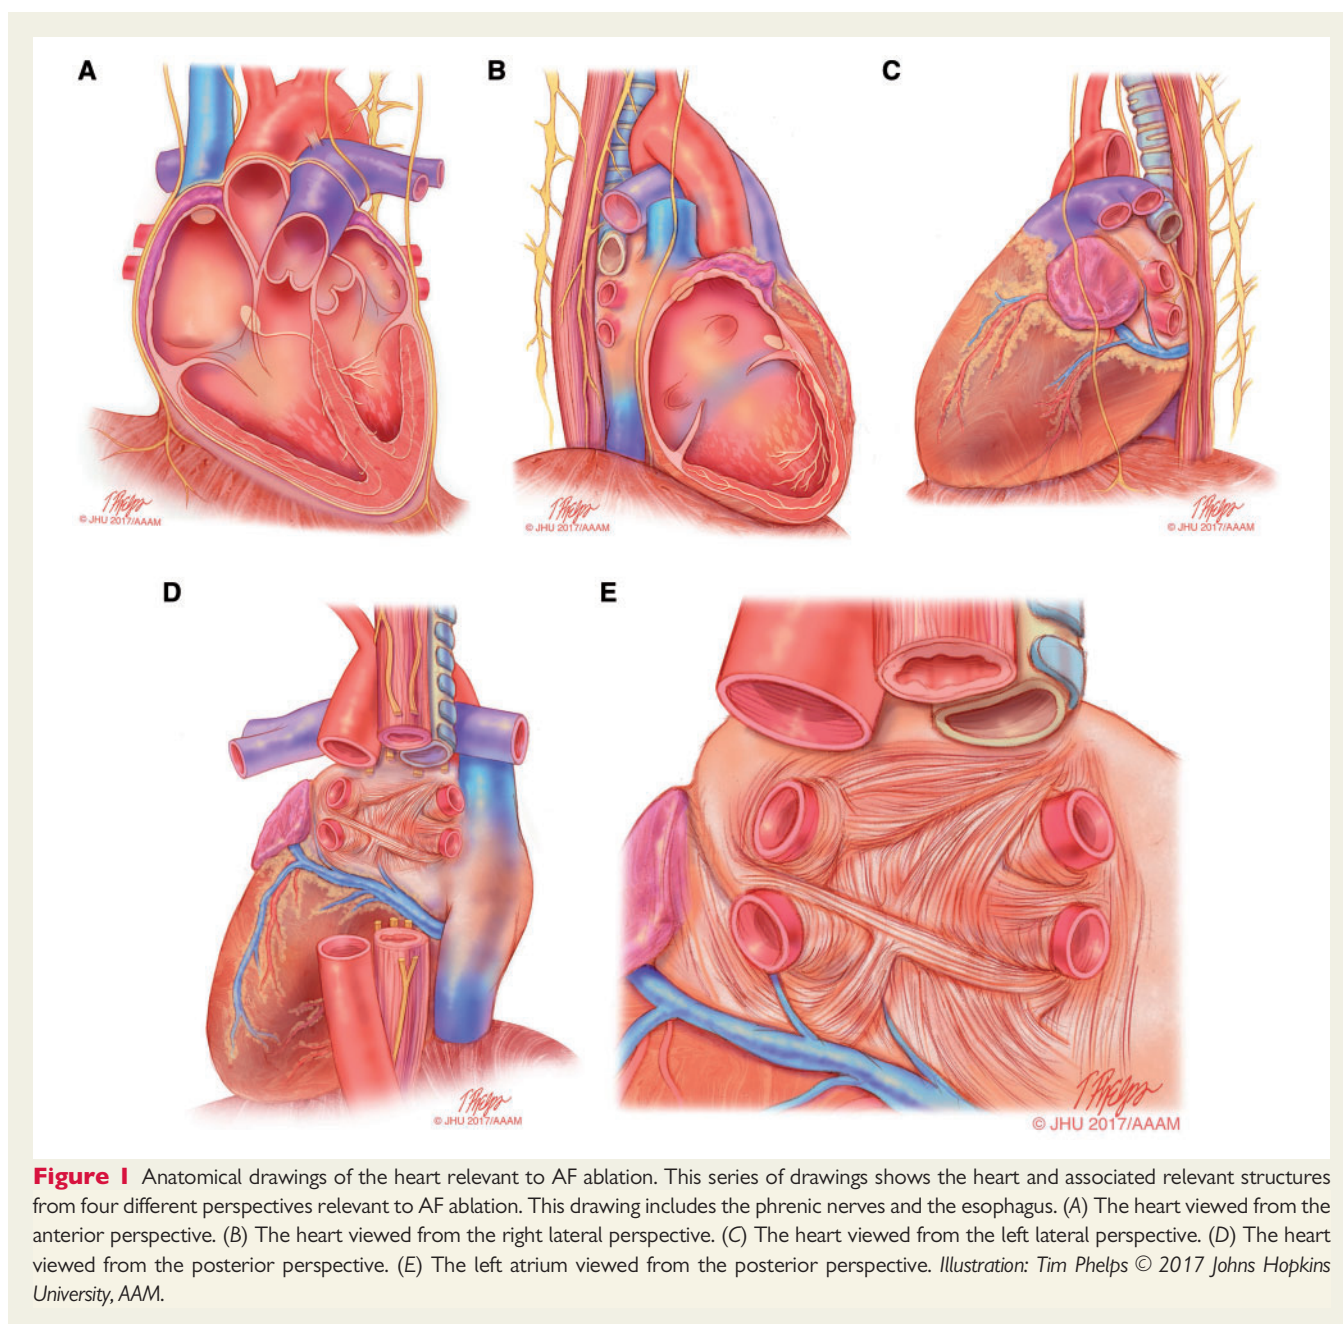 A
B
C
T Phelps
© JHU 2017/AAAM
T Phelps
© JHU 2017/AAAM
T Phelps
© JHU 2017/AAAM
D
E
T Phelps
© JHU 2017/AAAM
T Phelps
© JHU 2017/AAAM
Figure 1 Anatomical drawings of the heart relevant to AF ablation. This series of drawings shows the heart and associated relevant structures
from four different perspectives relevant to AF ablation. This drawing includes the phrenic nerves and the esophagus. (A) The heart viewed from the
anterior perspective. (B) The heart viewed from the right lateral perspective. (C) The heart viewed from the left lateral perspective. (D) The heart
viewed from the posterior perspective. (E) The left atrium viewed from the posterior perspective. Illustration: Tim Phelps © 2017 Johns Hopkins
University, AAM.